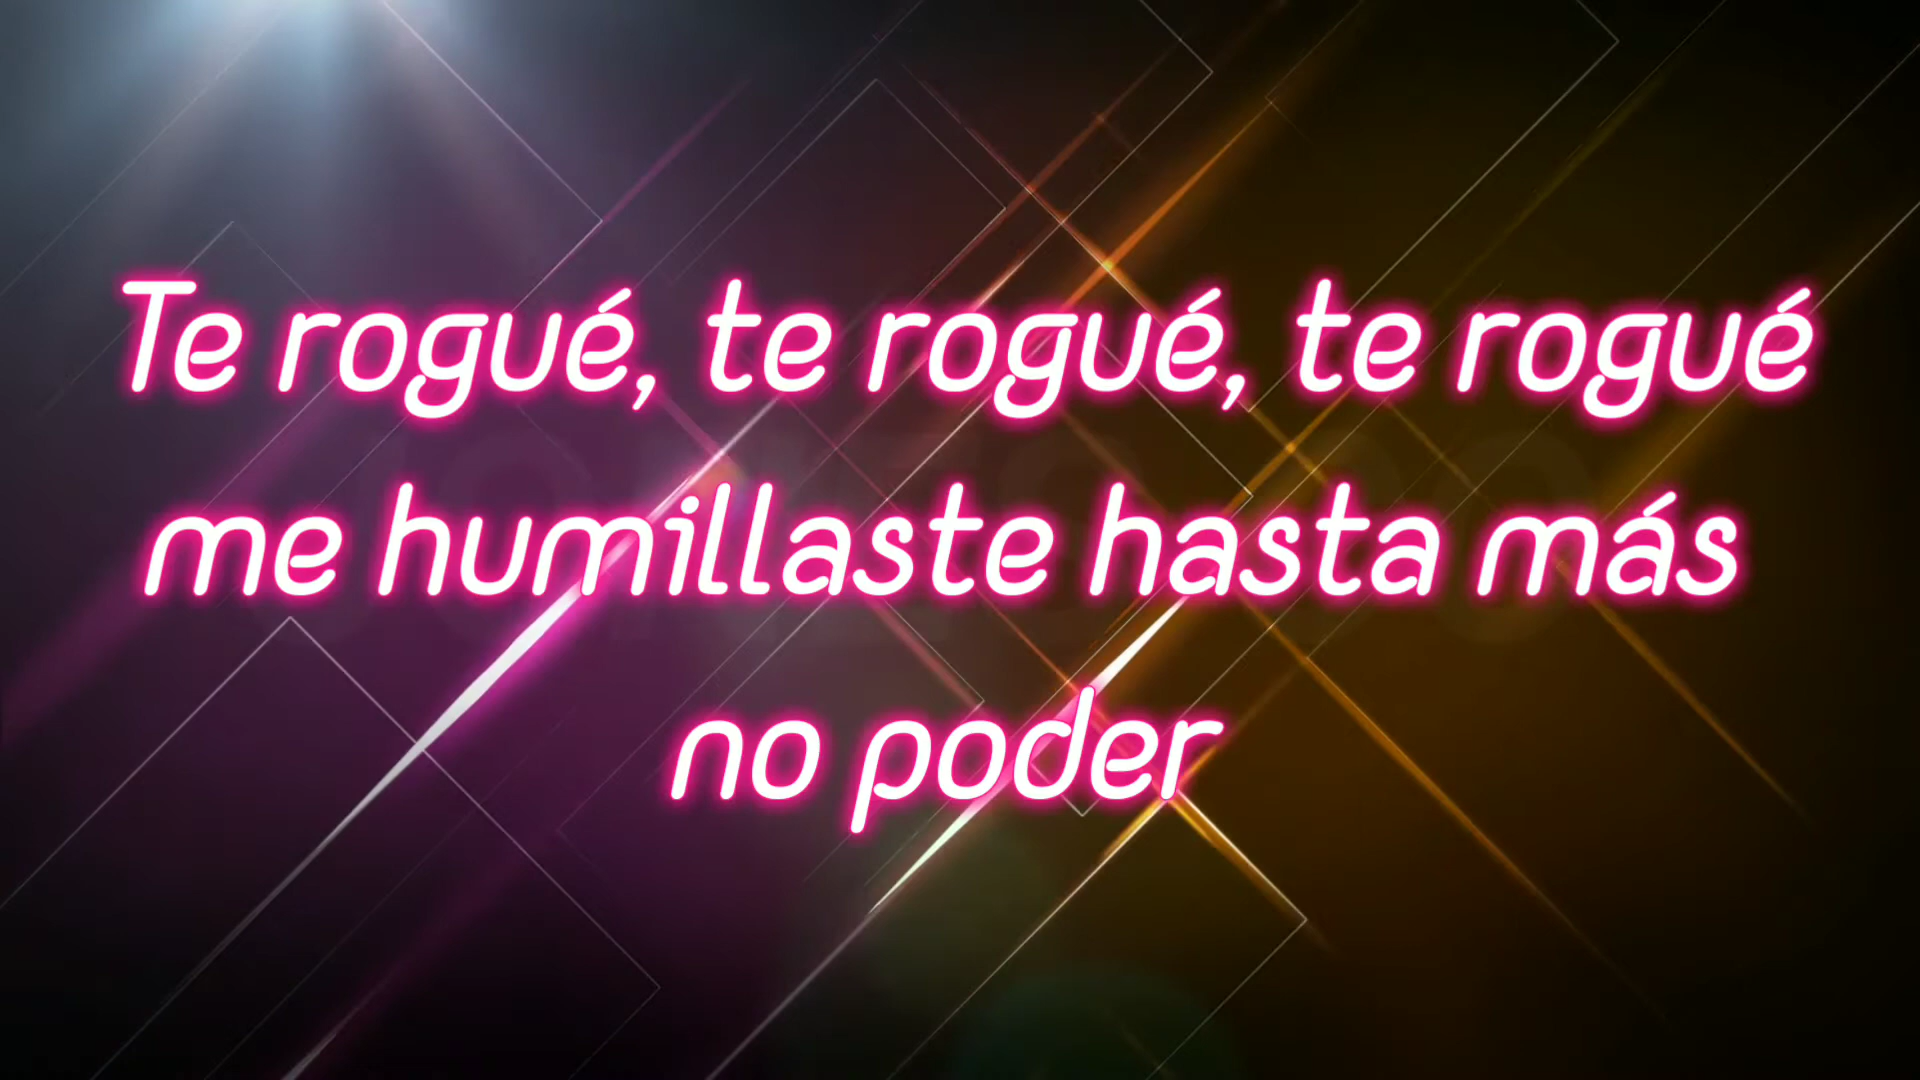 Te rogué, te rogué, te rogué
me humillaste hasta más
no poder